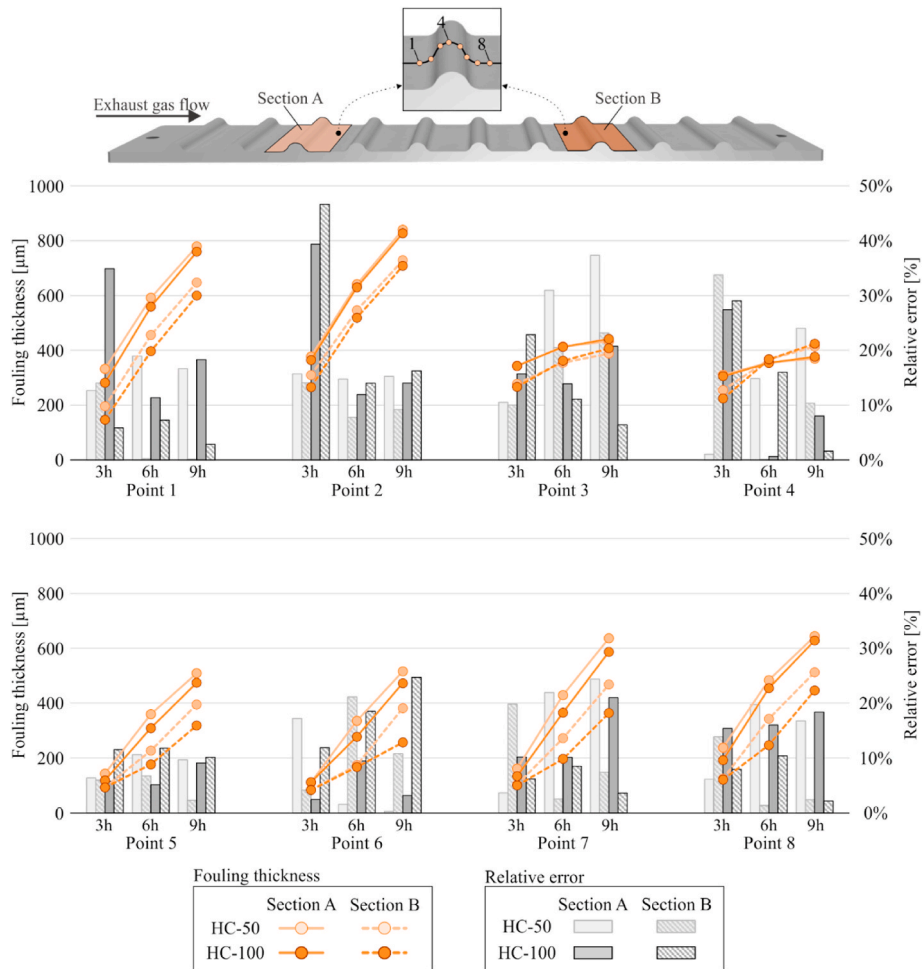 4
1 8
Section A Section B
Exhaust gas flow
1000 50%
800 40%
600 30%
400 20%
200 10%
0 0%
Fouling thickness [µm]
Relative error [%]
3h 6h 9h 3h 6h 9h 3h 6h 9h 3h 6h 9h
Point 1 Point 2 Point 3 Point 4
1000 50%
800 40%
600 30%
400 20%
200 10%
0 0%
Fouling thickness [µm]
Relative error [%]
3h 6h 9h 3h 6h 9h 3h 6h 9h 3h 6h 9h
Point 5 Point 6 Point 7 Point 8
Fouling thickness Relative error
Section A Section B Section A Section B
HC-50 HC-50
HC-100 HC-100